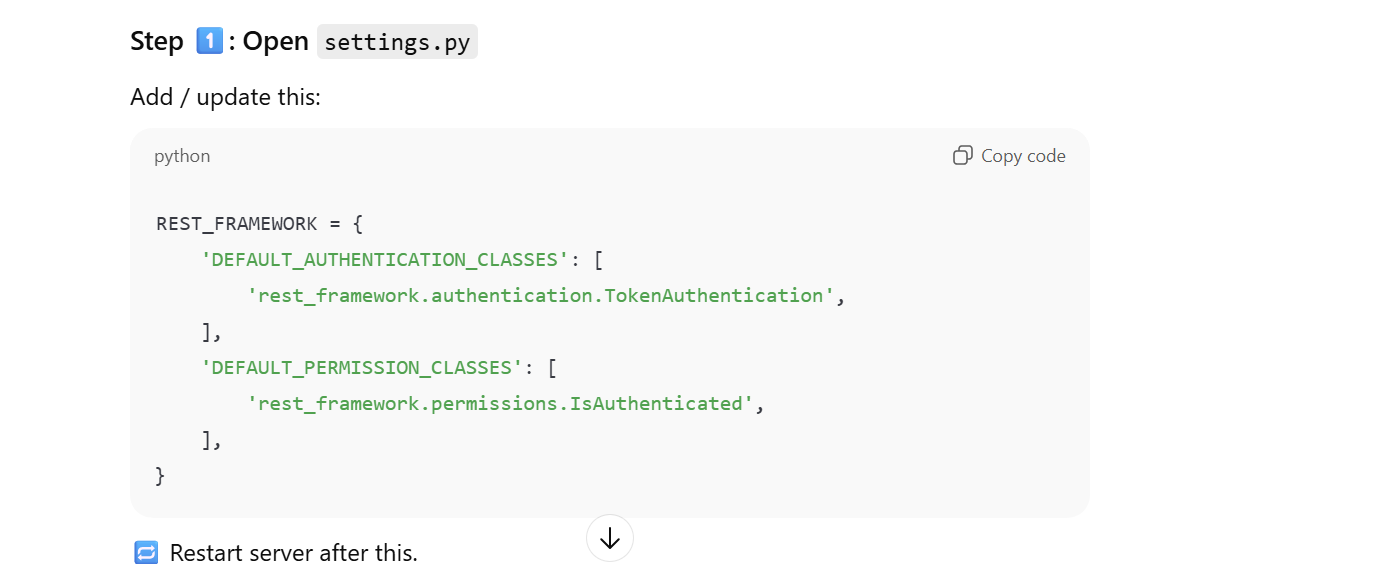 Step 1️⃣: Open settings.py
Add / update this:
python
Copy code
REST_FRAMEWORK = {
    'DEFAULT_AUTHENTICATION_CLASSES': [
        'rest_framework.authentication.TokenAuthentication',
    ],
    'DEFAULT_PERMISSION_CLASSES': [
        'rest_framework.permissions.IsAuthenticated',
    ],
}
🔁 Restart server after this.